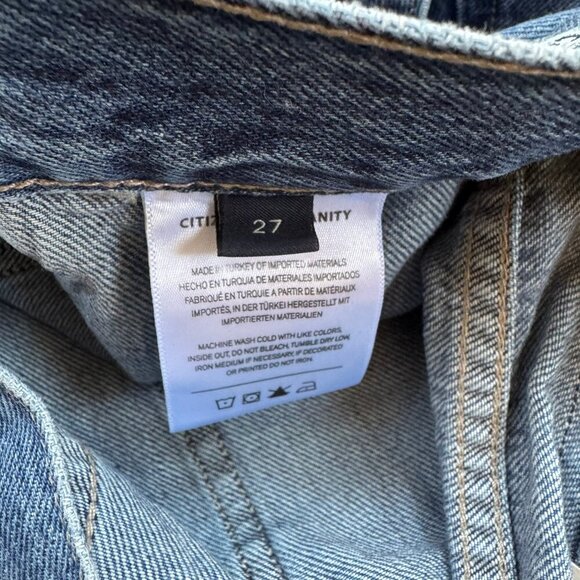 CITIZ
27
ANITY
MADE IN TURKEY OF IMPORTED MATERIALS
HECHO EN TURQUIA DE MATERIALES IMPORTADOS
FABRIQUÉ EN TURQUIE A PARTIR DE MATÉRIAUX
IMPORTÉS, IN DER TÜRKEI HERGESTELLT MIT
IMPORTIERTEN MATERIALIEN
MACHINE WASH COLD WITH LIKE COLORS,
INSIDE OUT, DO NOT BLEACH, TUMBLE DRY LOW,
IRON MEDIUM IF NECESSARY, IF DECORATED
OR PRINTED DO NOT IRON.